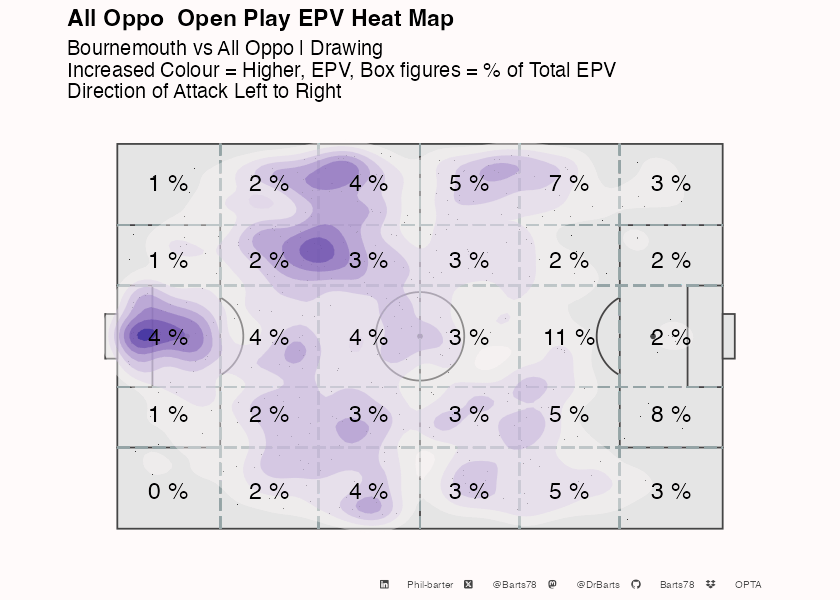 All Oppo  Open Play EPV Heat Map
Bournemouth vs All Oppo | Drawing
Increased Colour = Higher, EPV, Box figures = % of Total EPV
Direction of Attack Left to Right
1 % 2 % 4 % 5 % 7 % 3 %
1 % 2 % 3 % 3 % 2 % 2 %
4 % 4 % 4 % 3 % 11 % 2 %
1 % 2 % 3 % 3 % 5 % 8 %
0 % 2 % 4 % 3 % 5 % 3 %
Phil-barter @Barts78 @DrBarts Barts78 OPTA